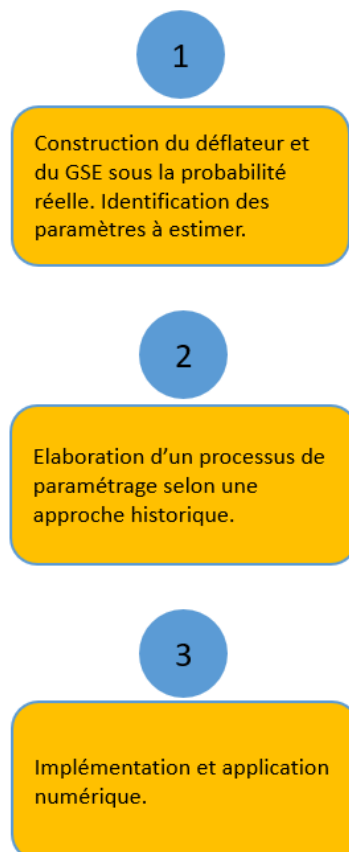 1
Construction du déflateur et
du GSE sous la probabilité
réelle. Identification des
paramètres à estimer.
2
Elaboration d'un processus de
paramétrage selon une
approche historique.
3
Implémentation et application
numérique.